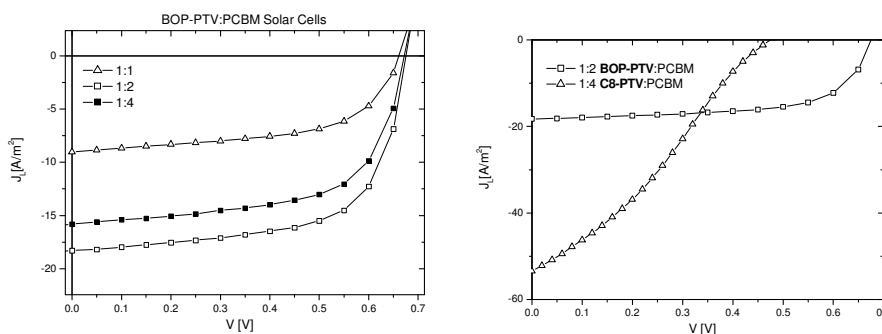 BOP-PTV:PCBM Solar Cells
0
-5
-10
-15
-20
J_L[A/m²]
1:1
1:2
1:4
0.0 0.1 0.2 0.3 0.4 0.5 0.6 0.7
V [V]
0
-20
-40
-60
J_L[A/m²]
1:2 BOP-PTV:PCBM
1:4 C8-PTV:PCBM
0.0 0.1 0.2 0.3 0.4 0.5 0.6
V [V]